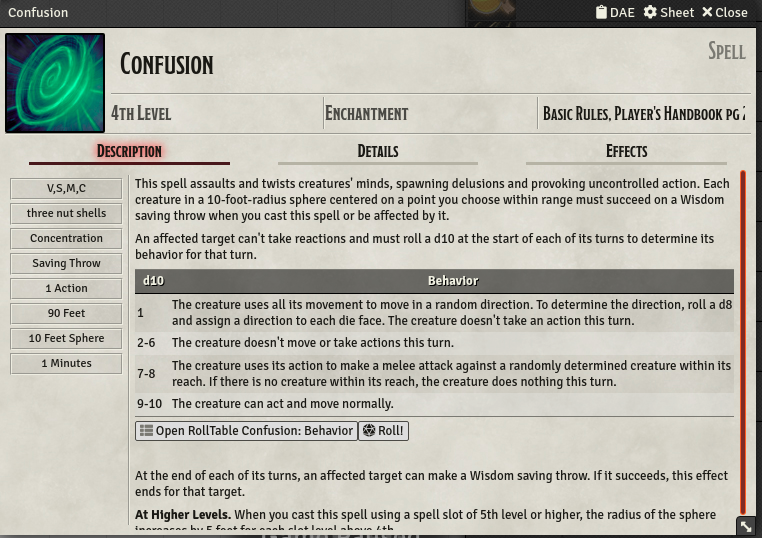 Confusion
DAE Sheet Close
Confusion
Spell
4th Level
Enchantment
Basic Rules, Player's Handbook pg
Description
Details
Effects
V,S,M,C
three nut shells
Concentration
Saving Throw
1 Action
90 Feet
10 Feet Sphere
1 Minutes
This spell assaults and twists creatures' minds, spawning delusions and provoking uncontrolled action. Each
creature in a 10-foot-radius sphere centered on a point you choose within range must succeed on a Wisdom
saving throw when you cast this spell or be affected by it.
An affected target can't take reactions and must roll a d10 at the start of each of its turns to determine its
behavior for that turn.
d10 Behavior
1 The creature uses all its movement to move in a random direction. To determine the direction, roll a d8
and assign a direction to each die face. The creature doesn't take an action this turn.
2-6 The creature doesn't move or take actions this turn.
7-8 The creature uses its action to make a melee attack against a randomly determined creature within its
reach. If there is no creature within its reach, the creature does nothing this turn.
9-10 The creature can act and move normally.
Open RollTable Confusion: Behavior Roll!
At the end of each of its turns, an affected target can make a Wisdom saving throw. If it succeeds, this effect
ends for that target.
At Higher Levels. When you cast this spell using a spell slot of 5th level or higher, the radius of the sphere
increases by 5 feet for each slot level above 4th.